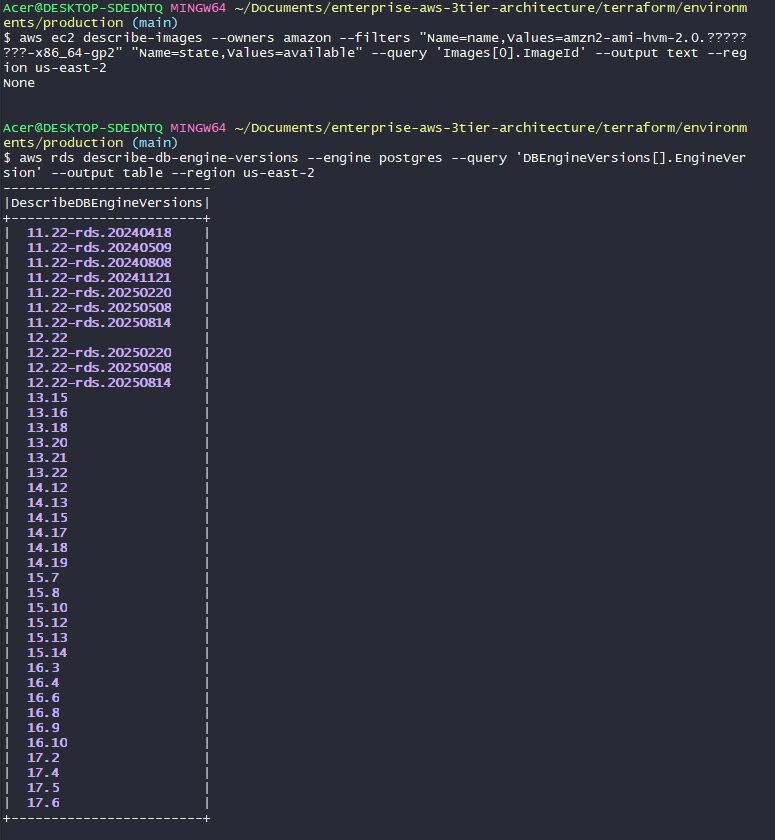 Acer@DESKTOP-SDEDNTQ MINGW64 ~/Documents/enterprise-aws-3tier-architecture/terraform/environm
ents/production (main)
$ aws ec2 describe-images --owners amazon --filters "Name=name,Values=amzn2-ami-hvm-2.0.?????
???-x86_64-gp2" "Name=state,Values=available" --query 'Images[0].ImageId' --output text --reg
ion us-east-2
None
Acer@DESKTOP-SDEDNTQ MINGW64 ~/Documents/enterprise-aws-3tier-architecture/terraform/environm
ents/production (main)
$ aws rds describe-db-engine-versions --engine postgres --query 'DBEngineVersions[].EngineVer
sion' --output table --region us-east-2
-------------------------
|DescribeDBEngineVersions|
+------------------------+
|  11.22-rds.20240418    |
|  11.22-rds.20240509    |
|  11.22-rds.20240808    |
|  11.22-rds.20241121    |
|  11.22-rds.20250220    |
|  11.22-rds.20250508    |
|  11.22-rds.20250814    |
|  12.22                 |
|  12.22-rds.20250220    |
|  12.22-rds.20250508    |
|  12.22-rds.20250814    |
|  13.15                 |
|  13.16                 |
|  13.18                 |
|  13.20                 |
|  13.21                 |
|  13.22                 |
|  14.12                 |
|  14.13                 |
|  14.15                 |
|  14.17                 |
|  14.18                 |
|  14.19                 |
|  15.7                  |
|  15.8                  |
|  15.10                 |
|  15.12                 |
|  15.13                 |
|  15.14                 |
|  16.3                  |
|  16.4                  |
|  16.6                  |
|  16.8                  |
|  16.9                  |
|  16.10                 |
|  17.2                  |
|  17.4                  |
|  17.5                  |
|  17.6                  |
+------------------------+